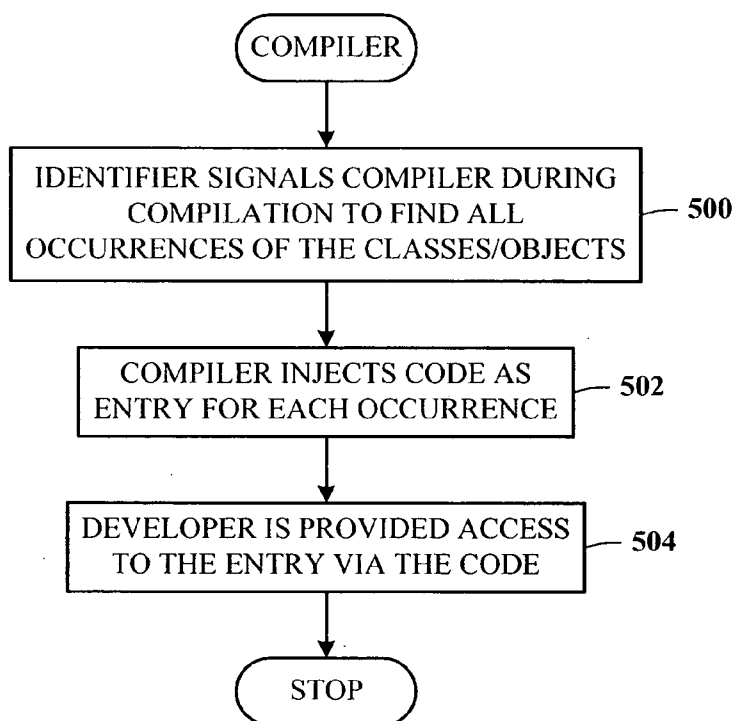 COMPILER
IDENTIFIER SIGNALS COMPILER DURING
COMPILATION TO FIND ALL
OCCURRENCES OF THE CLASSES/OBJECTS
500
COMPILER INJECTS CODE AS
ENTRY FOR EACH OCCURRENCE
502
DEVELOPER IS PROVIDED ACCESS
TO THE ENTRY VIA THE CODE
504
STOP